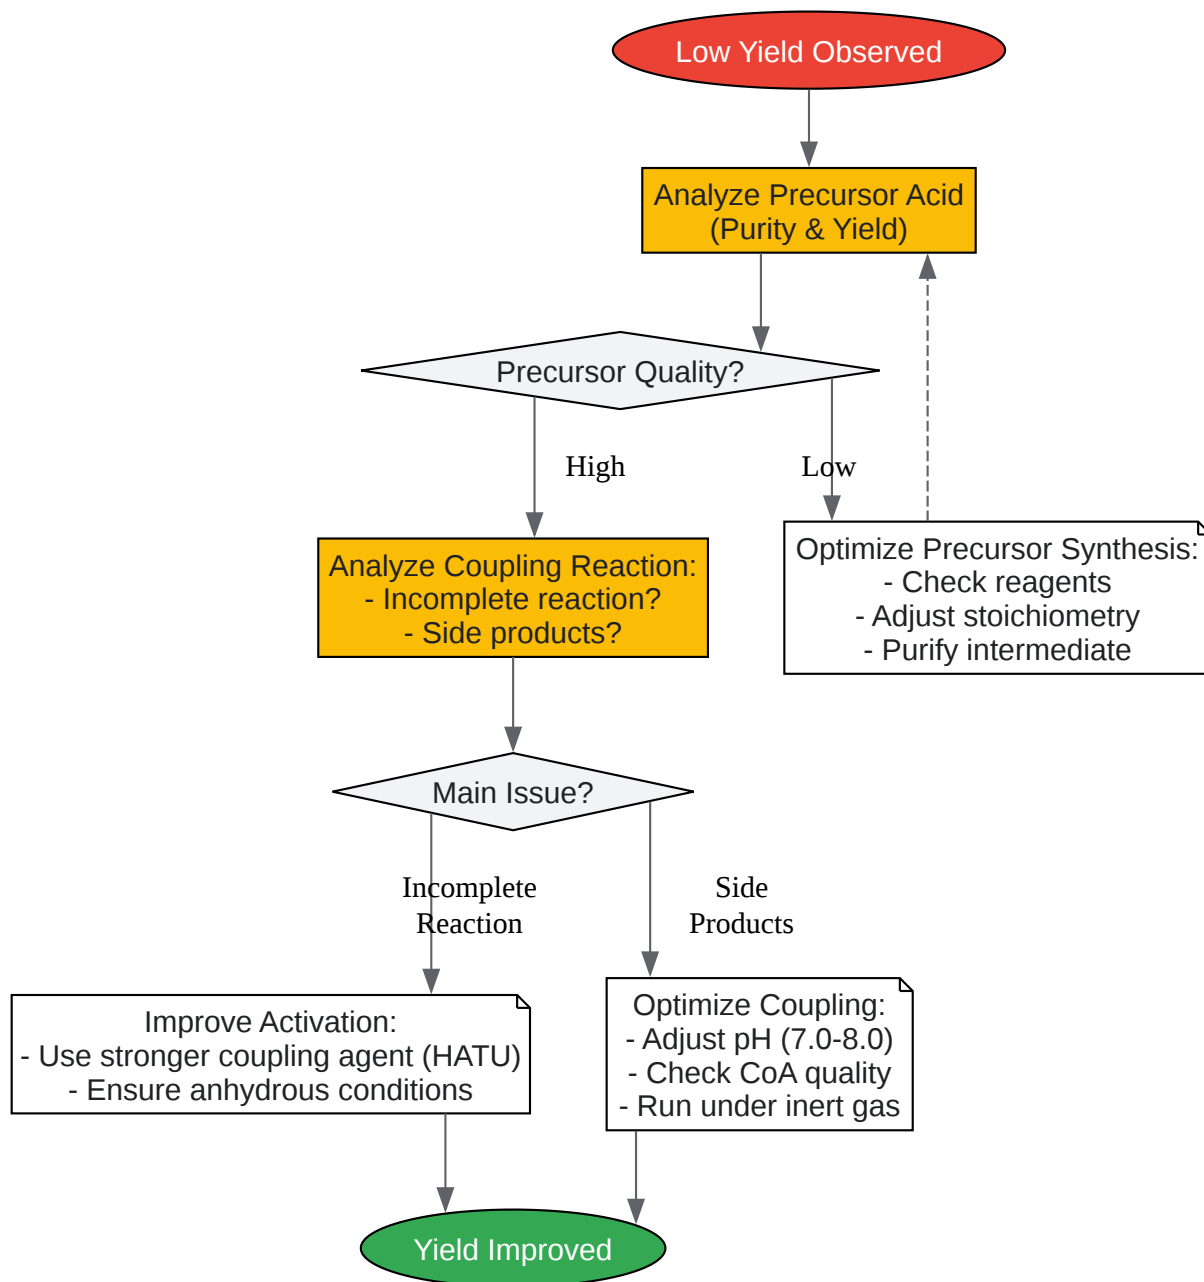 Low Yield Observed
Analyze Precursor Acid
(Purity & Yield)
Precursor Quality?
High
Low
Optimize Precursor Synthesis:
- Check reagents
- Adjust stoichiometry
- Purify intermediate
Analyze Coupling Reaction:
- Incomplete reaction?
- Side products?
Main Issue?
Incomplete
Reaction
Side
Products
Improve Activation:
- Use stronger coupling agent (HATU)
- Ensure anhydrous conditions
Optimize Coupling:
- Adjust pH (7.0-8.0)
- Check CoA quality
- Run under inert gas
Yield Improved